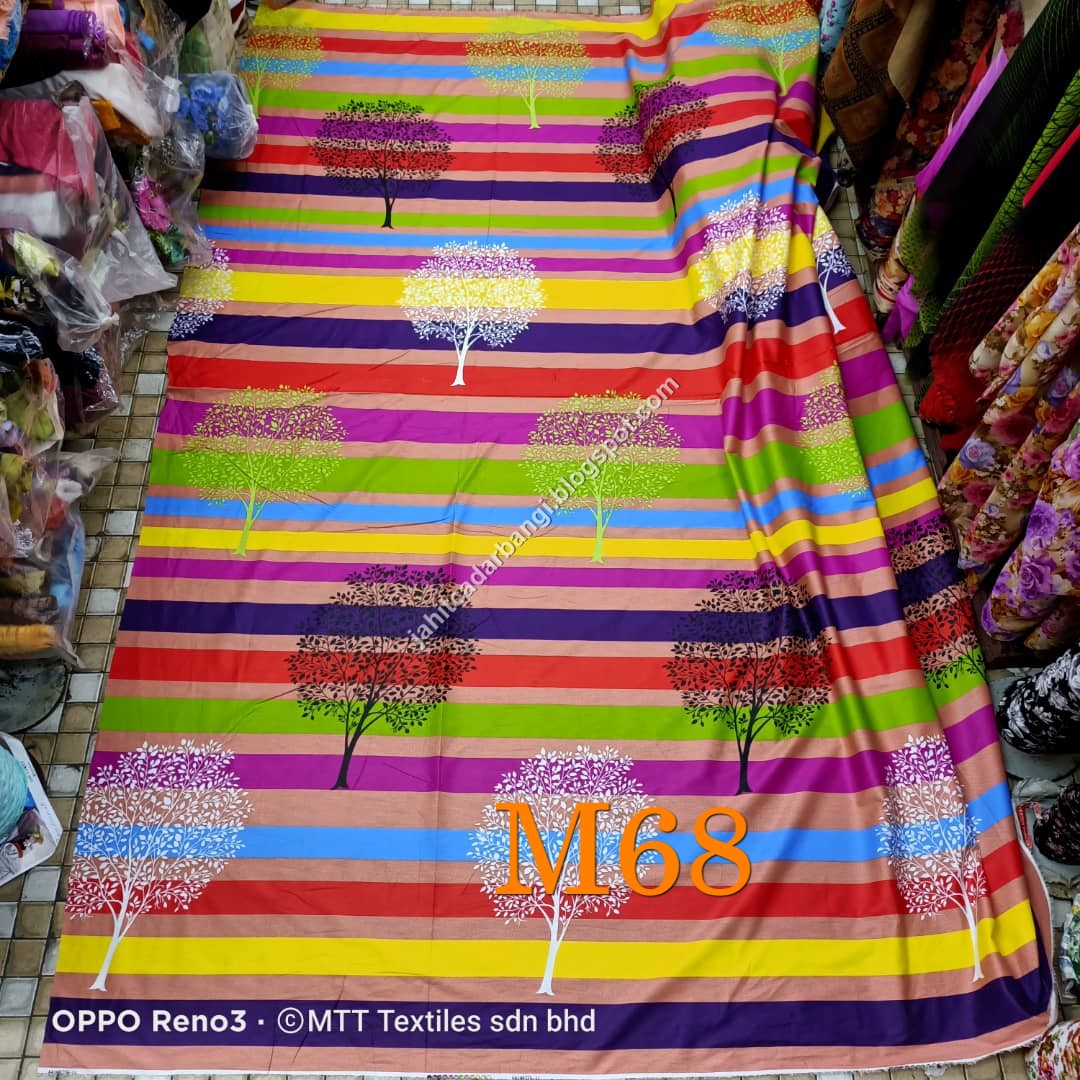 jahitcadarbangi.blogspot.com
M68
OPPO Reno3 · ©MTT Textiles sdn bhd